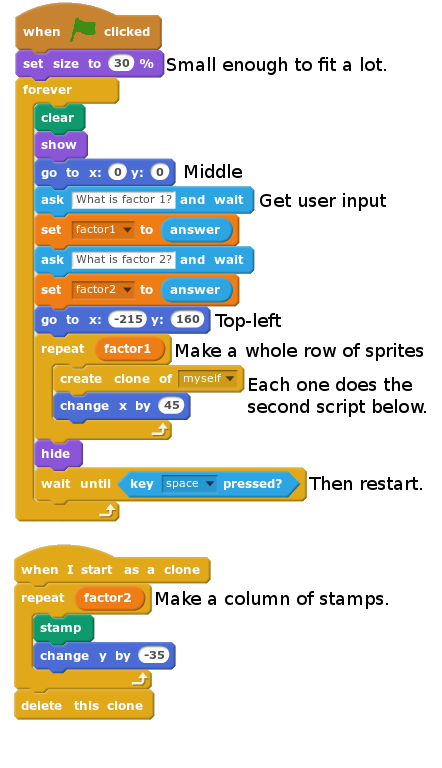 when clicked
set size to 30 % Small enough to fit a lot.
forever
clear
show
go to x: 0 y: 0 Middle
ask What is factor 1? and wait Get user input
set factor1 to answer
ask What is factor 2? and wait
set factor2 to answer
go to x: -215 y: 160 Top-left
repeat factor1 Make a whole row of sprites
create clone of myself Each one does the
change x by 45 second script below.
hide
wait until key space pressed? Then restart.
when I start as a clone
repeat factor2 Make a column of stamps.
stamp
change y by -35
delete this clone